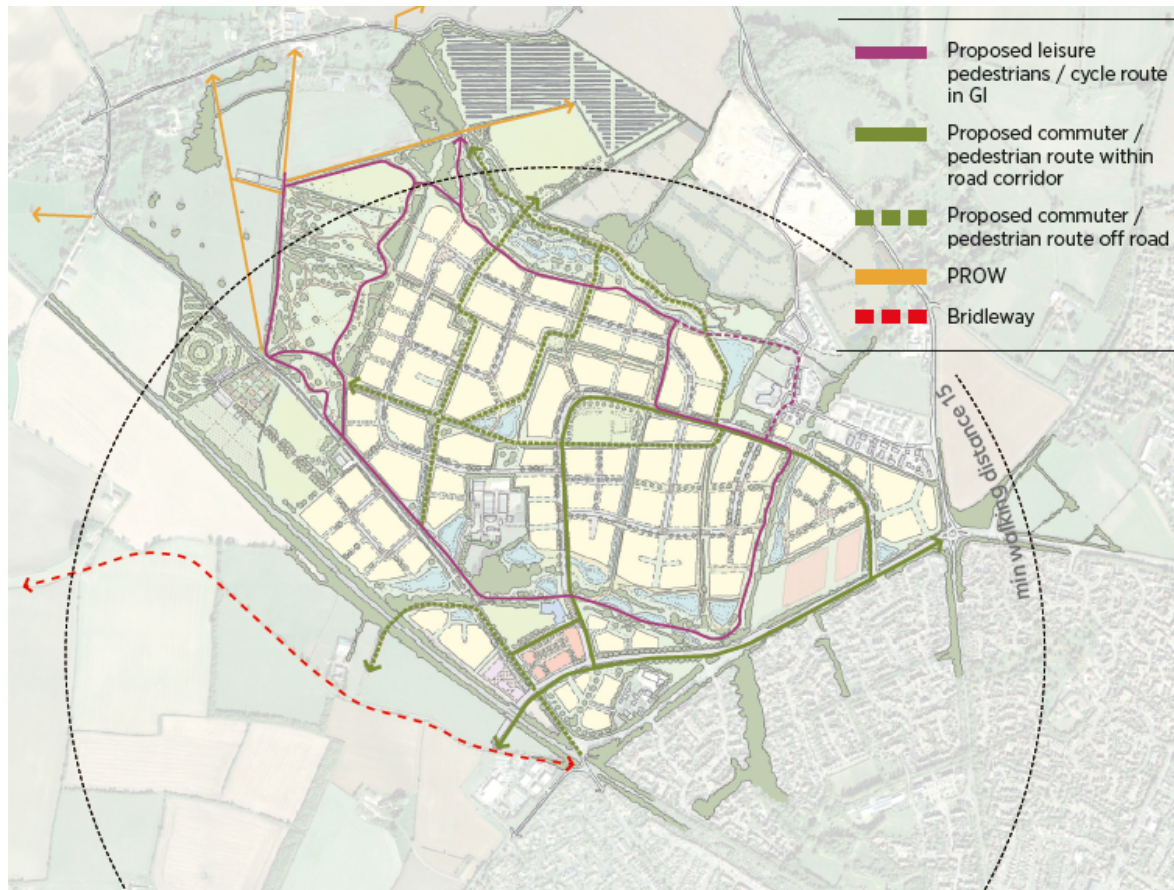 Proposed leisure
pedestrians / cycle route
in GI
Proposed commuter /
pedestrian route within
road corridor
Proposed commuter /
pedestrian route off road
PROW
Bridleway
min walking distance 15